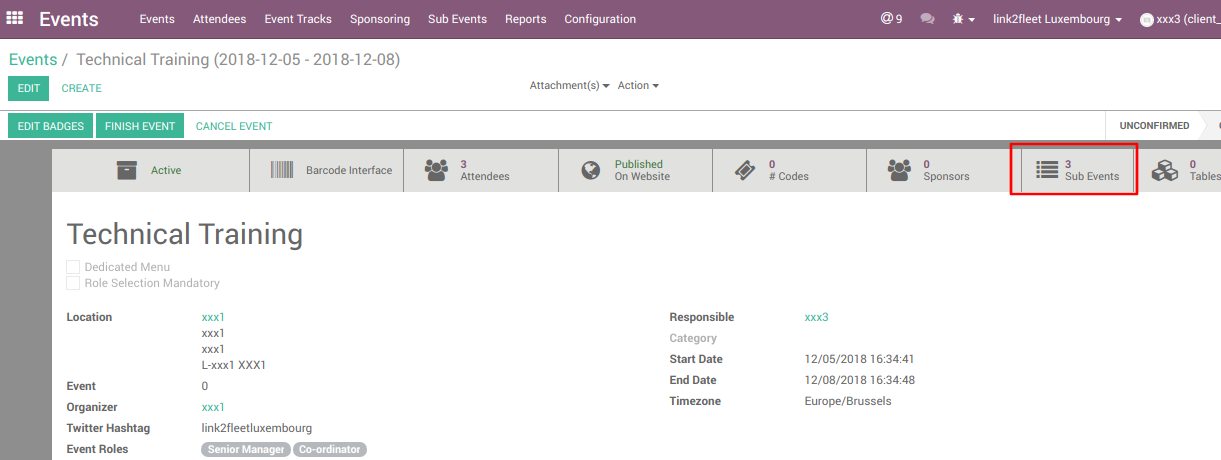 Events Events Attendees Event Tracks Sponsoring Sub Events Reports Configuration @ 9 link2fleet Luxembourg xxx3 (client_
Events / Technical Training (2018-12-05 - 2018-12-08)
EDIT CREATE Attachment(s) Action
EDIT BADGES FINISH EVENT CANCEL EVENT UNCONFIRMED
Active Barcode Interface 3 Attendees Published On Website 0 # Codes 0 Sponsors 3 Sub Events 0 Tables
Technical Training
Dedicated Menu
Role Selection Mandatory
Location xxx1
xxx1
xxx1
L-xxx1 XXX1
Event 0
Organizer xxx1
Twitter Hashtag link2fleetluxembourg
Event Roles Senior Manager Co-ordinator
Responsible xxx3
Category
Start Date 12/05/2018 16:34:41
End Date 12/08/2018 16:34:48
Timezone Europe/Brussels